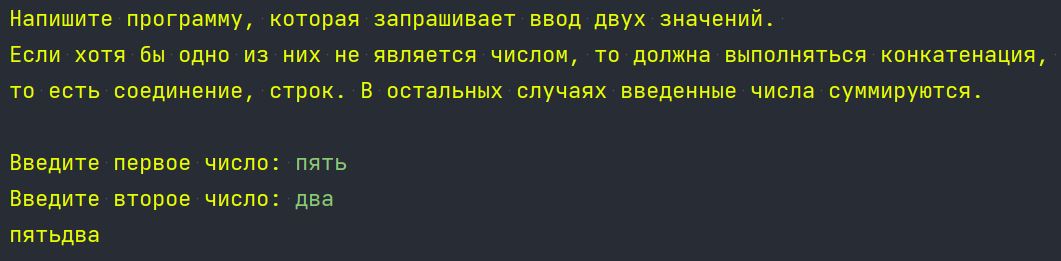 Напишите программу, которая запрашивает ввод двух значений.
Если хотя бы одно из них не является числом, то должна выполняться конкатенация,
то есть соединение, строк. В остальных случаях введенные числа суммируются.
Введите первое число: пять
Введите второе число: два
пятьдва